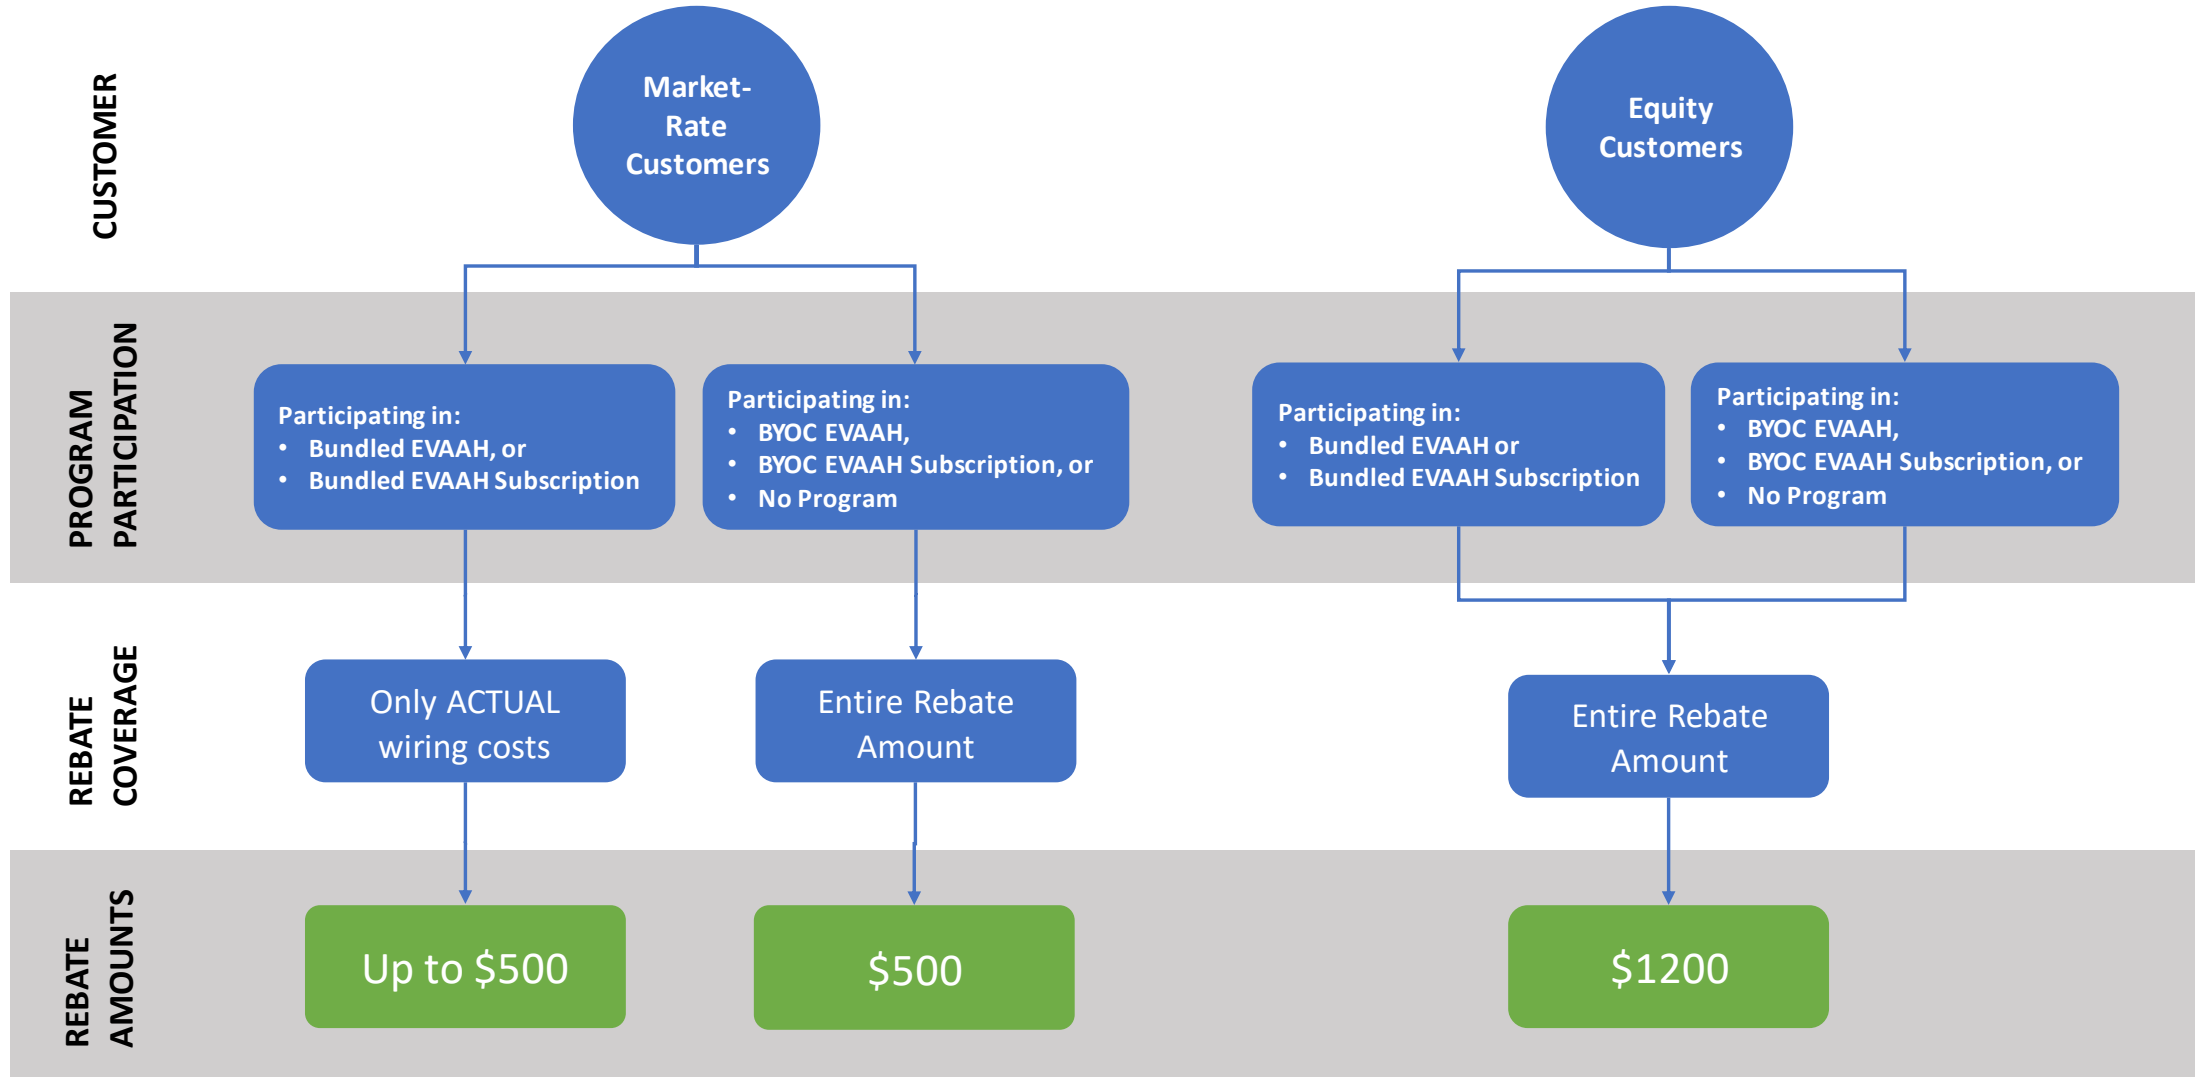 CUSTOMER
Market-
Rate
Customers
Equity
Customers
PROGRAM
PARTICIPATION
Participating in:
• Bundled EVAAH, or
• Bundled EVAAH Subscription
Participating in:
• BYOC EVAAH,
• BYOC EVAAH Subscription, or
• No Program
Participating in:
• Bundled EVAAH or
• Bundled EVAAH Subscription
Participating in:
• BYOC EVAAH,
• BYOC EVAAH Subscription, or
• No Program
REBATE
COVERAGE
Only ACTUAL
wiring costs
Entire Rebate
Amount
Entire Rebate
Amount
REBATE
AMOUNTS
Up to $500
$500
$1200